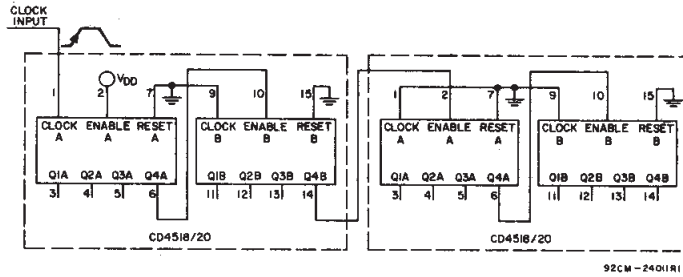 CLOCK
INPUT
VDD
1 2 7 9 10 15 1 2 7 9 10 15
CLOCK ENABLE RESET CLOCK ENABLE RESET CLOCK ENABLE RESET CLOCK ENABLE RESET
A A A B B B A A A B B B
Q1A Q2A Q3A Q4A Q1B Q2B Q3B Q4B Q1A Q2A Q3A Q4A Q1B Q2B Q3B Q4B
3 4 5 6 11 12 13 14 3 4 5 6 11 12 13 14
CD4518/20 CD4518/20
92CM-24011R1